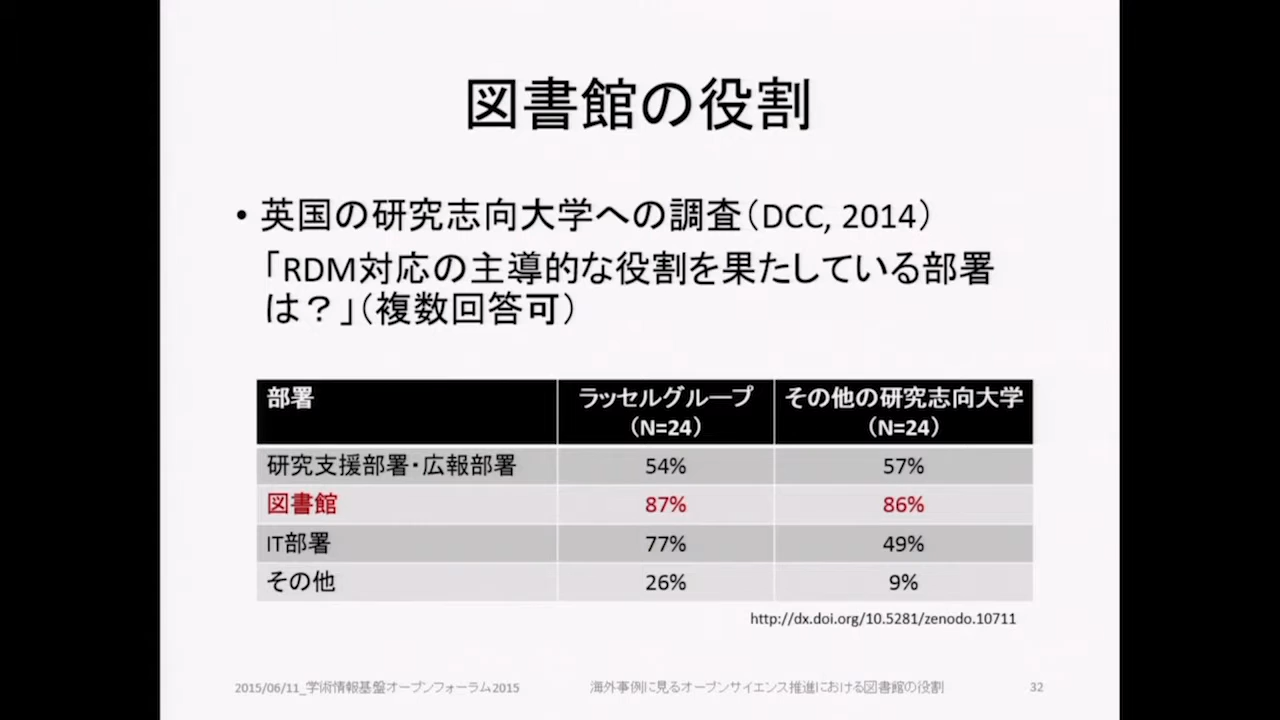 図書館の役割
• 英国の研究志向大学への調査（DCC, 2014）
「RDM対応の主導的な役割を果たしている部署
は？」（複数回答可）
部署 ラッセルグループ（N=24） その他の研究志向大学（N=24）
研究支援部署・広報部署 54% 57%
図書館 87% 86%
IT部署 77% 49%
その他 26% 9%
http://dx.doi.org/10.5281/zenodo.10711
2015/06/11_学術情報基盤オープンフォーラム2015 海外事例に見るオープンサイエンス推進における図書館の役割 32